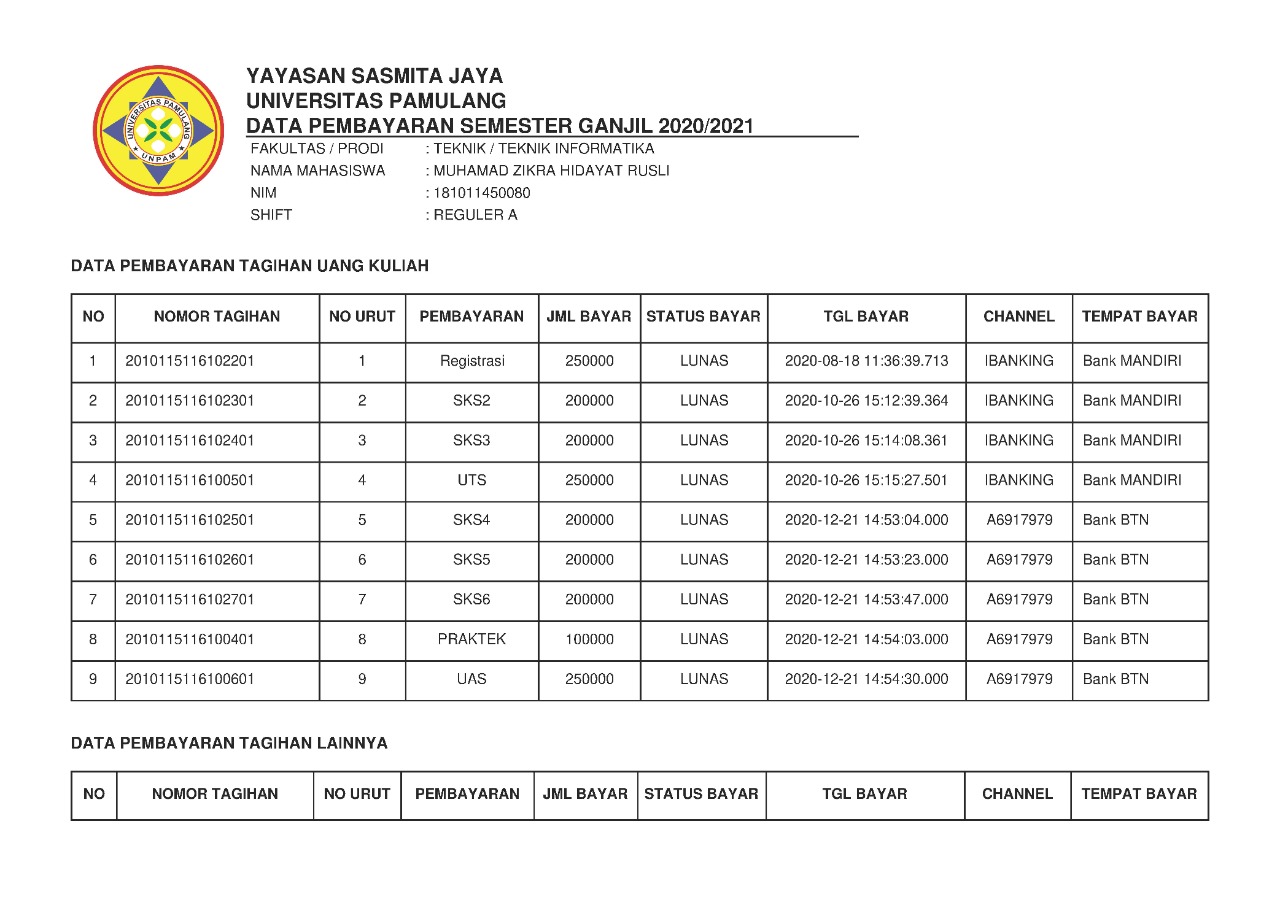 UNIVERSITAS PAMULANG
UNPAM
YAYASAN SASMITA JAYA
UNIVERSITAS PAMULANG
DATA PEMBAYARAN SEMESTER GANJIL 2020/2021
FAKULTAS / PRODI : TEKNIK / TEKNIK INFORMATIKA
NAMA MAHASISWA : MUHAMAD ZIKRA HIDAYAT RUSLI
NIM : 181011450080
SHIFT : REGULER A
DATA PEMBAYARAN TAGIHAN UANG KULIAH
NO NOMOR TAGIHAN NO URUT PEMBAYARAN JML BAYAR STATUS BAYAR TGL BAYAR CHANNEL TEMPAT BAYAR
1 2010115116102201 1 Registrasi 250000 LUNAS 2020-08-18 11:36:39.713 IBANKING Bank MANDIRI
2 2010115116102301 2 SKS2 200000 LUNAS 2020-10-26 15:12:39.364 IBANKING Bank MANDIRI
3 2010115116102401 3 SKS3 200000 LUNAS 2020-10-26 15:14:08.361 IBANKING Bank MANDIRI
4 2010115116100501 4 UTS 250000 LUNAS 2020-10-26 15:15:27.501 IBANKING Bank MANDIRI
5 2010115116102501 5 SKS4 200000 LUNAS 2020-12-21 14:53:04.000 A6917979 Bank BTN
6 2010115116102601 6 SKS5 200000 LUNAS 2020-12-21 14:53:23.000 A6917979 Bank BTN
7 2010115116102701 7 SKS6 200000 LUNAS 2020-12-21 14:53:47.000 A6917979 Bank BTN
8 2010115116100401 8 PRAKTEK 100000 LUNAS 2020-12-21 14:54:03.000 A6917979 Bank BTN
9 2010115116100601 9 UAS 250000 LUNAS 2020-12-21 14:54:30.000 A6917979 Bank BTN
DATA PEMBAYARAN TAGIHAN LAINNYA
NO NOMOR TAGIHAN NO URUT PEMBAYARAN JML BAYAR STATUS BAYAR TGL BAYAR CHANNEL TEMPAT BAYAR